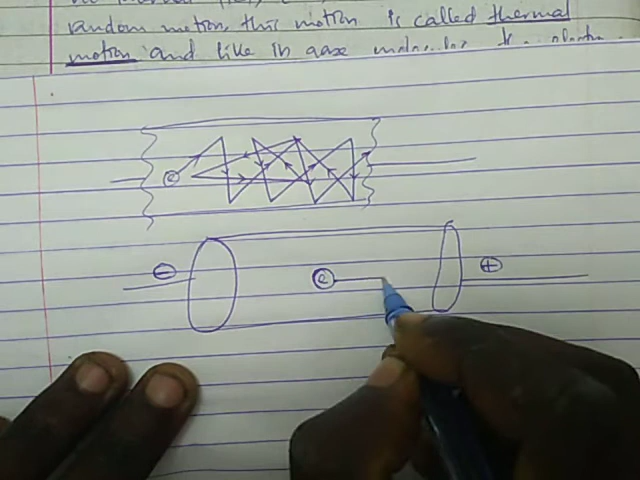 random motion, this motion is called thermal
motion and like in gase
e
- e +